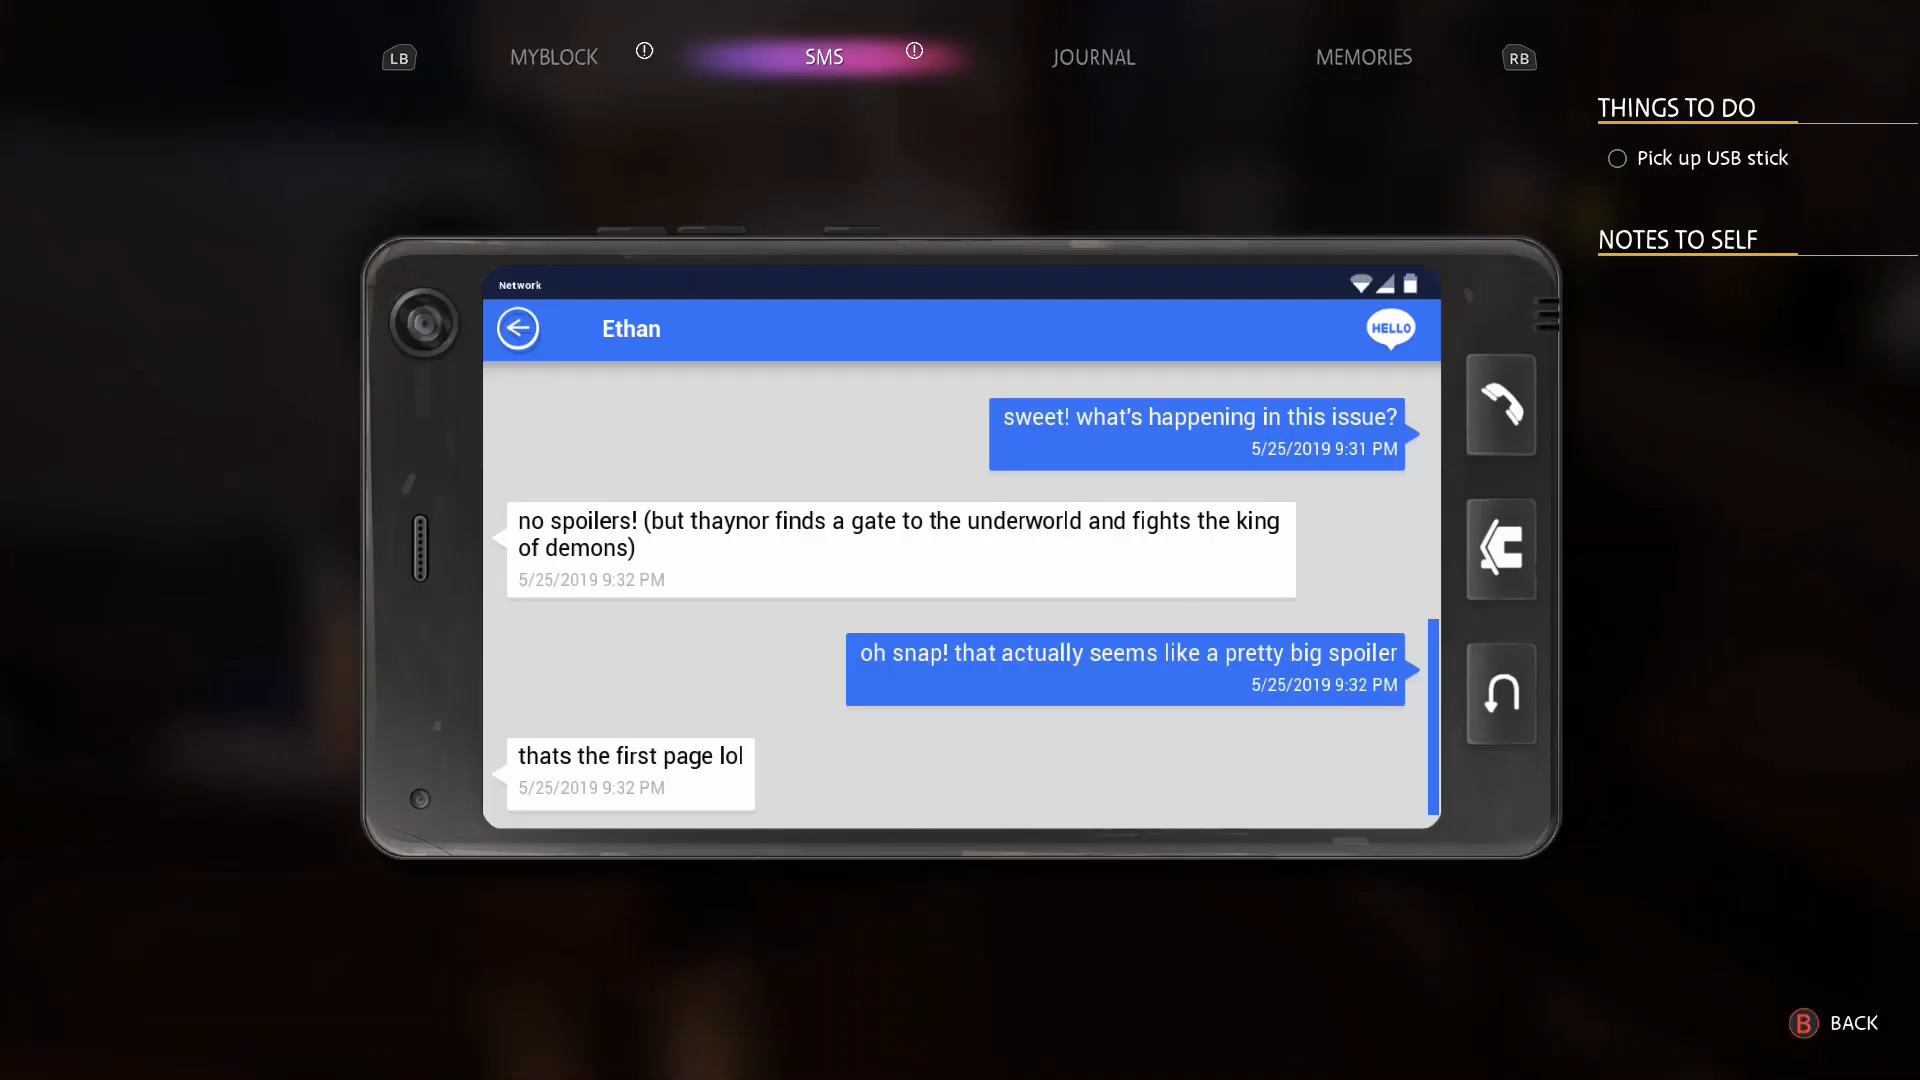 LB
MYBLOCK
SMS
JOURNAL
MEMORIES
RB
THINGS TO DO
Pick up USB stick
NOTES TO SELF
Network
Ethan
HELLO
sweet! what's happening in this issue?
5/25/2019 9:31 PM
no spoilers! (but thaynor finds a gate to the underworld and fights the king
of demons)
5/25/2019 9:32 PM
oh snap! that actually seems like a pretty big spoiler
5/25/2019 9:32 PM
thats the first page lol
5/25/2019 9:32 PM
B BACK